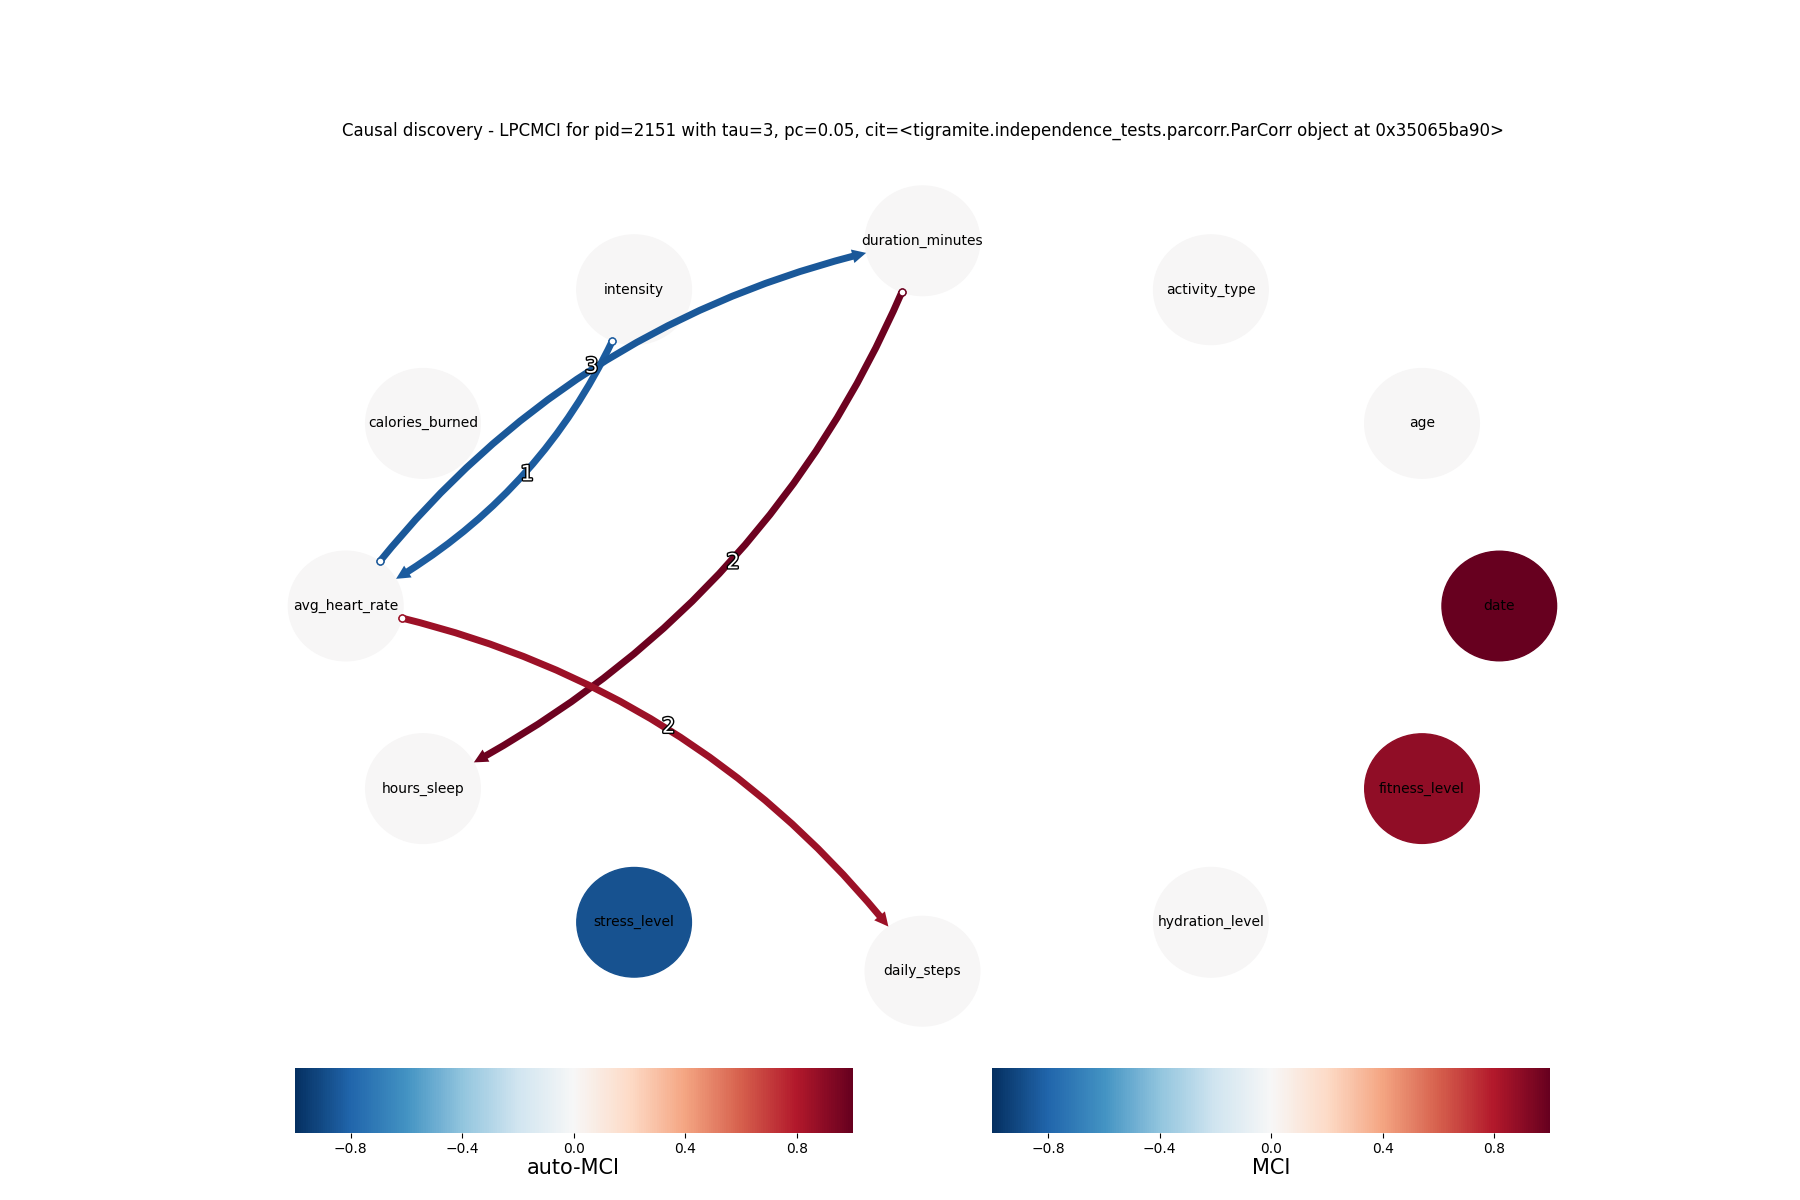 Causal discovery - LPCMCI for pid=2151 with tau=3, pc=0.05, cit=<tigramite.independence_tests.parcorr.ParCorr object at 0x35065ba90>
duration_minutes
intensity
activity_type
3
calories_burned
age
1
2
avg_heart_rate
date
2
hours_sleep
fitness_level
stress_level
hydration_level
daily_steps
−0.8 −0.4 0.0 0.4 0.8
auto-MCI
−0.8 −0.4 0.0 0.4 0.8
MCI